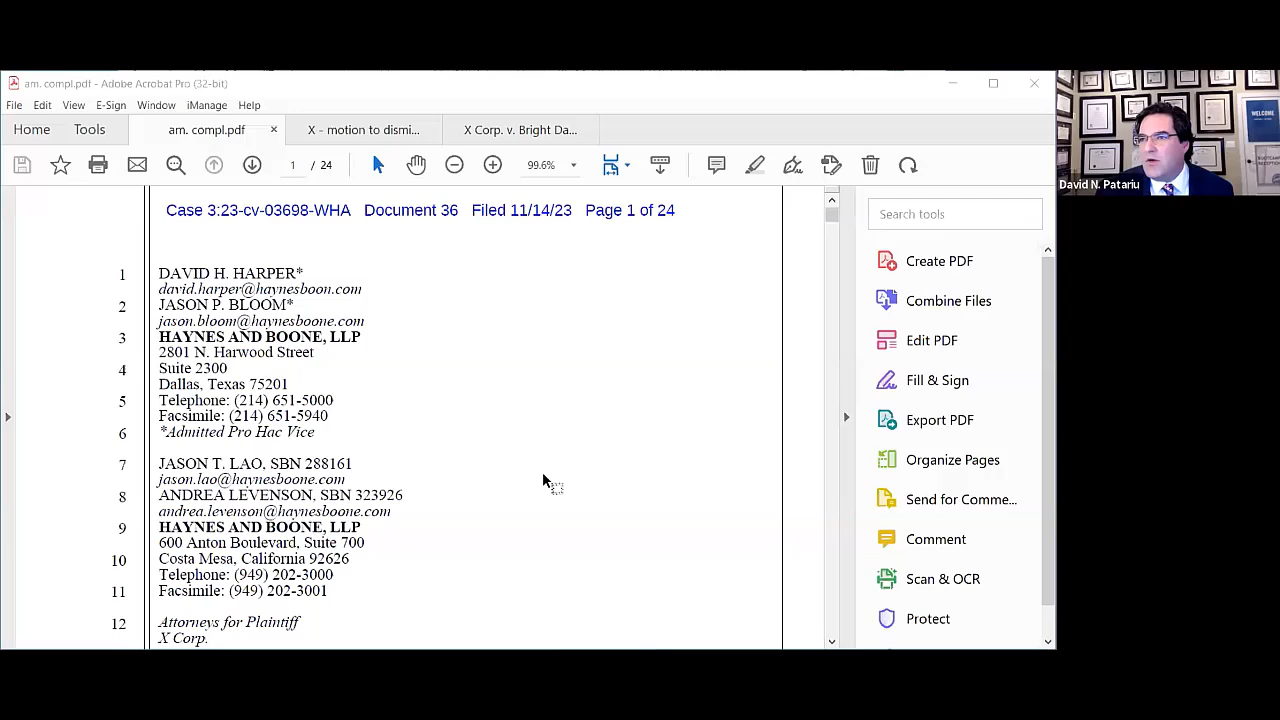 am. compl.pdf - Adobe Acrobat Pro (32-bit)
File Edit View E-Sign Window iManage Help
Home Tools am. compl.pdf × X - motion to dismi... X Corp. v. Bright Da...
1 / 24 99.6%
Case 3:23-cv-03698-WHA Document 36 Filed 11/14/23 Page 1 of 24
1 DAVID H. HARPER*
david.harper@haynesboon.com
2 JASON P. BLOOM*
jason.bloom@haynesboone.com
3 HAYNES AND BOONE, LLP
2801 N. Harwood Street
4 Suite 2300
Dallas, Texas 75201
5 Telephone: (214) 651-5000
Facsimile: (214) 651-5940
6 *Admitted Pro Hac Vice
7 JASON T. LAO, SBN 288161
jason.lao@haynesboone.com
8 ANDREA LEVENSON, SBN 323926
andrea.levenson@haynesboone.com
9 HAYNES AND BOONE, LLP
600 Anton Boulevard, Suite 700
10 Costa Mesa, California 92626
Telephone: (949) 202-3000
11 Facsimile: (949) 202-3001
12 Attorneys for Plaintiff
X Corp.
Search tools
Create PDF
Combine Files
Edit PDF
Fill & Sign
Export PDF
Organize Pages
Send for Comme...
Comment
Scan & OCR
Protect
WELCOME
David N. Patariu